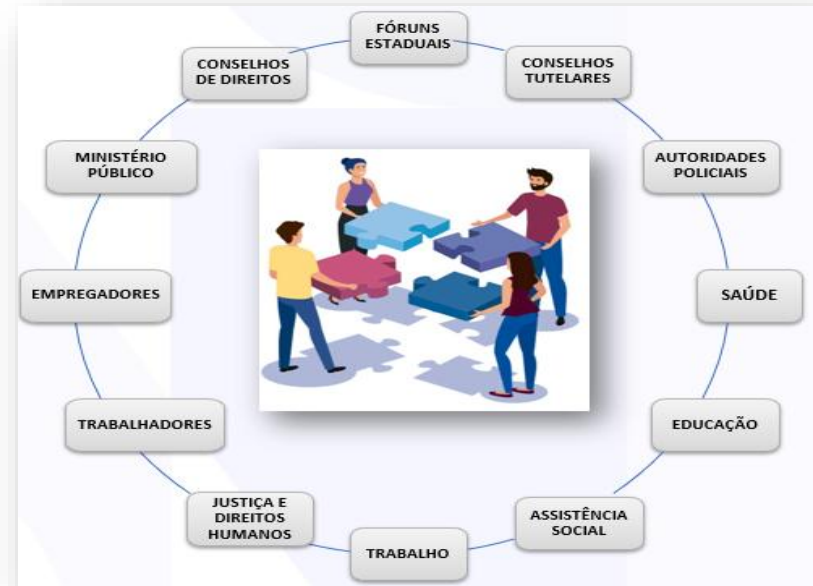 FÓRUNS
ESTADUAIS
CONSELHOS
TUTELARES
AUTORIDADES
POLICIAIS
SAÚDE
EDUCAÇÃO
ASSISTÊNCIA
SOCIAL
TRABALHO
JUSTIÇA E
DIREITOS
HUMANOS
TRABALHADORES
EMPREGADORES
MINISTÉRIO
PÚBLICO
CONSELHOS
DE DIREITOS